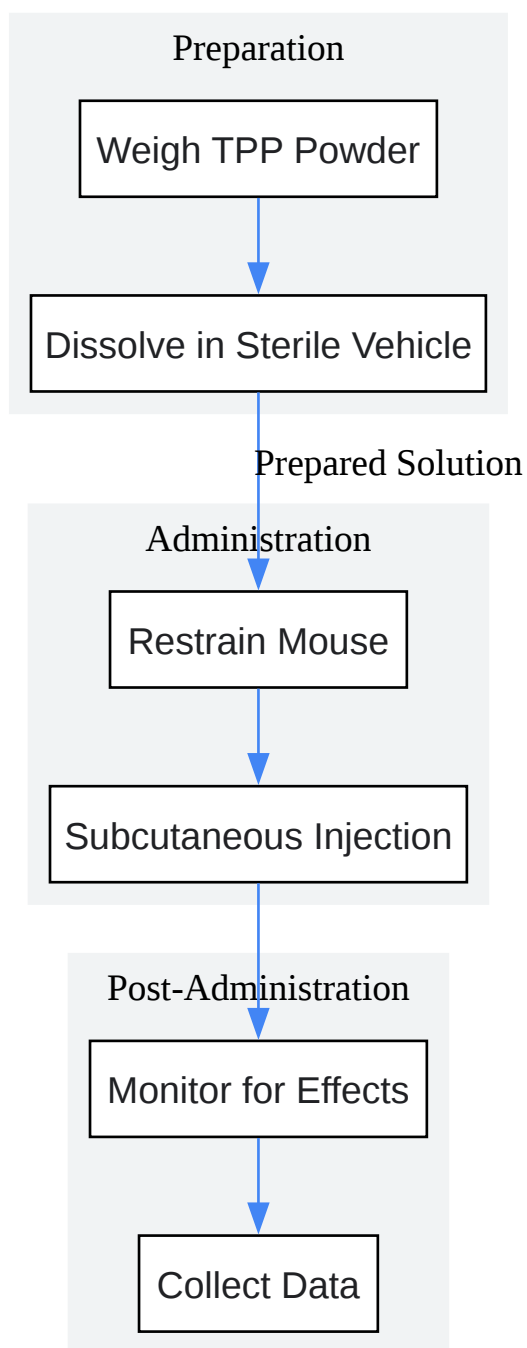 Preparation
Weigh TPP Powder
Dissolve in Sterile Vehicle
Prepared Solution
Administration
Restrain Mouse
Subcutaneous Injection
Post-Administration
Monitor for Effects
Collect Data